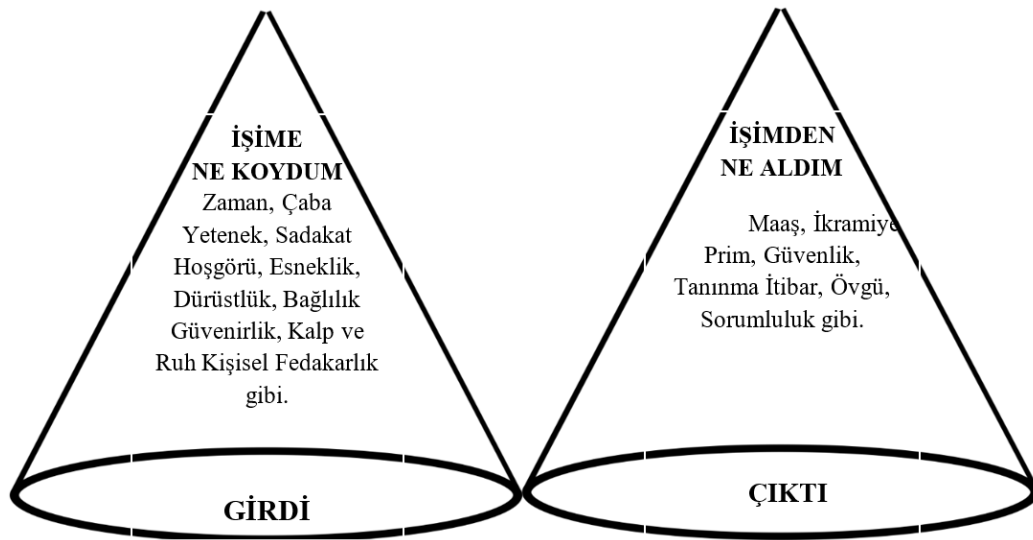 İŞİME
NE KOYDUM
Zaman, Çaba
Yetenek, Sadakat
Hoşgörü, Esneklik,
Dürüstlük, Bağlılık
Güvenirlik, Kalp ve
Ruh Kişisel Fedakarlık
gibi.
GİRDİ
İŞİMDEN
NE ALDIM
Maaş, İkramiye
Prim, Güvenlik,
Tanınma İtibar, Övgü,
Sorumluluk gibi.
ÇIKTI